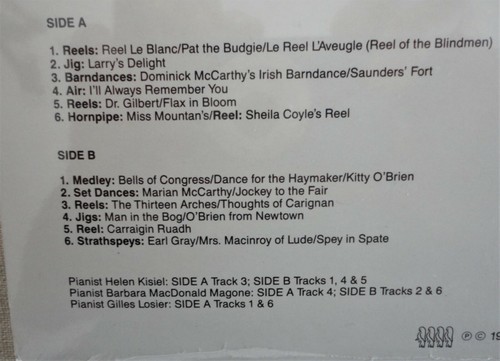 SIDE A
1. Reels: Reel Le Blanc/Pat the Budgie/Le Reel L'Aveugle (Reel of the Blindmen)
2. Jig: Larry's Delight
3. Barndances: Dominick McCarthy's Irish Barndance/Saunders' Fort
4. Air: I'll Always Remember You
5. Reels: Dr. Gilbert/Flax in Bloom
6. Hornpipe: Miss Mountan's/Reel: Sheila Coyle's Reel
SIDE B
1. Medley: Bells of Congress/Dance for the Haymaker/Kitty O'Brien
2. Set Dances: Marian McCarthy/Jockey to the Fair
3. Reels: The Thirteen Arches/Thoughts of Carignan
4. Jigs: Man in the Bog/O'Brien from Newtown
5. Reel: Carraigin Ruadh
6. Strathspeys: Earl Gray/Mrs. Macinroy of Lude/Spey in Spate
Pianist Helen Kisiel: SIDE A Track 3; SIDE B Tracks 1, 4 & 5
Pianist Barbara MacDonald Magone: SIDE A Track 4; SIDE B Tracks 2 & 6
Pianist Gilles Losier: SIDE A Tracks 1 & 6
℗ © 19